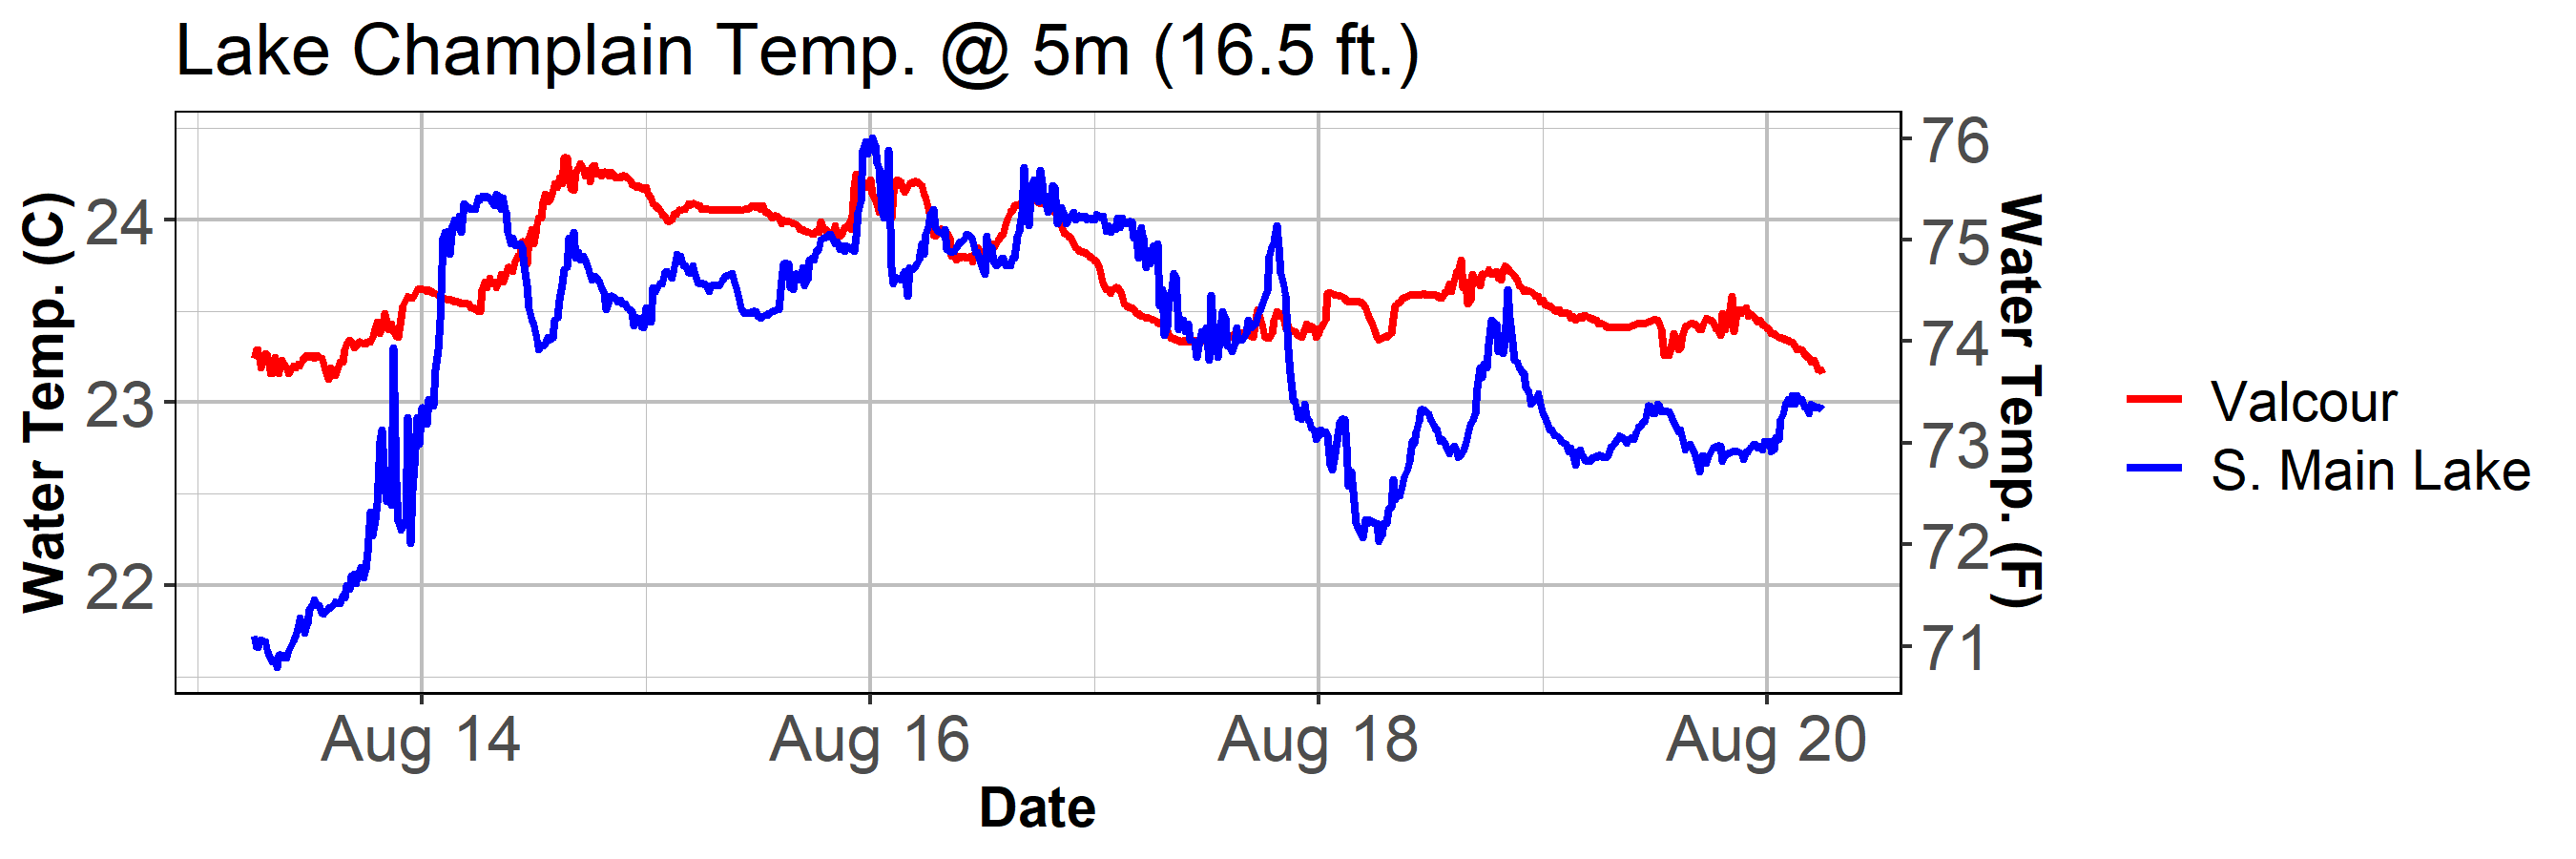 Lake Champlain Temp. @ 5m (16.5 ft.)
Water Temp. (C)
24
23
22
76
75
74
73
72
71
Water Temp. (F)
Aug 14
Aug 16
Aug 18
Aug 20
Date
Valcour
S. Main Lake